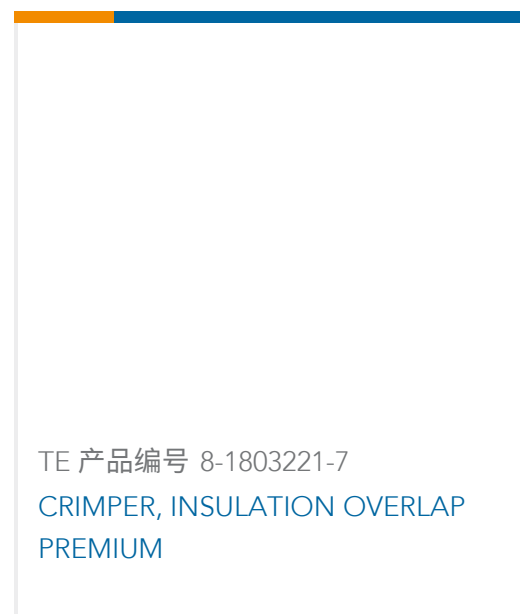 TE 产品编号 8-1803221-7
CRIMPER, INSULATION OVERLAP
PREMIUM